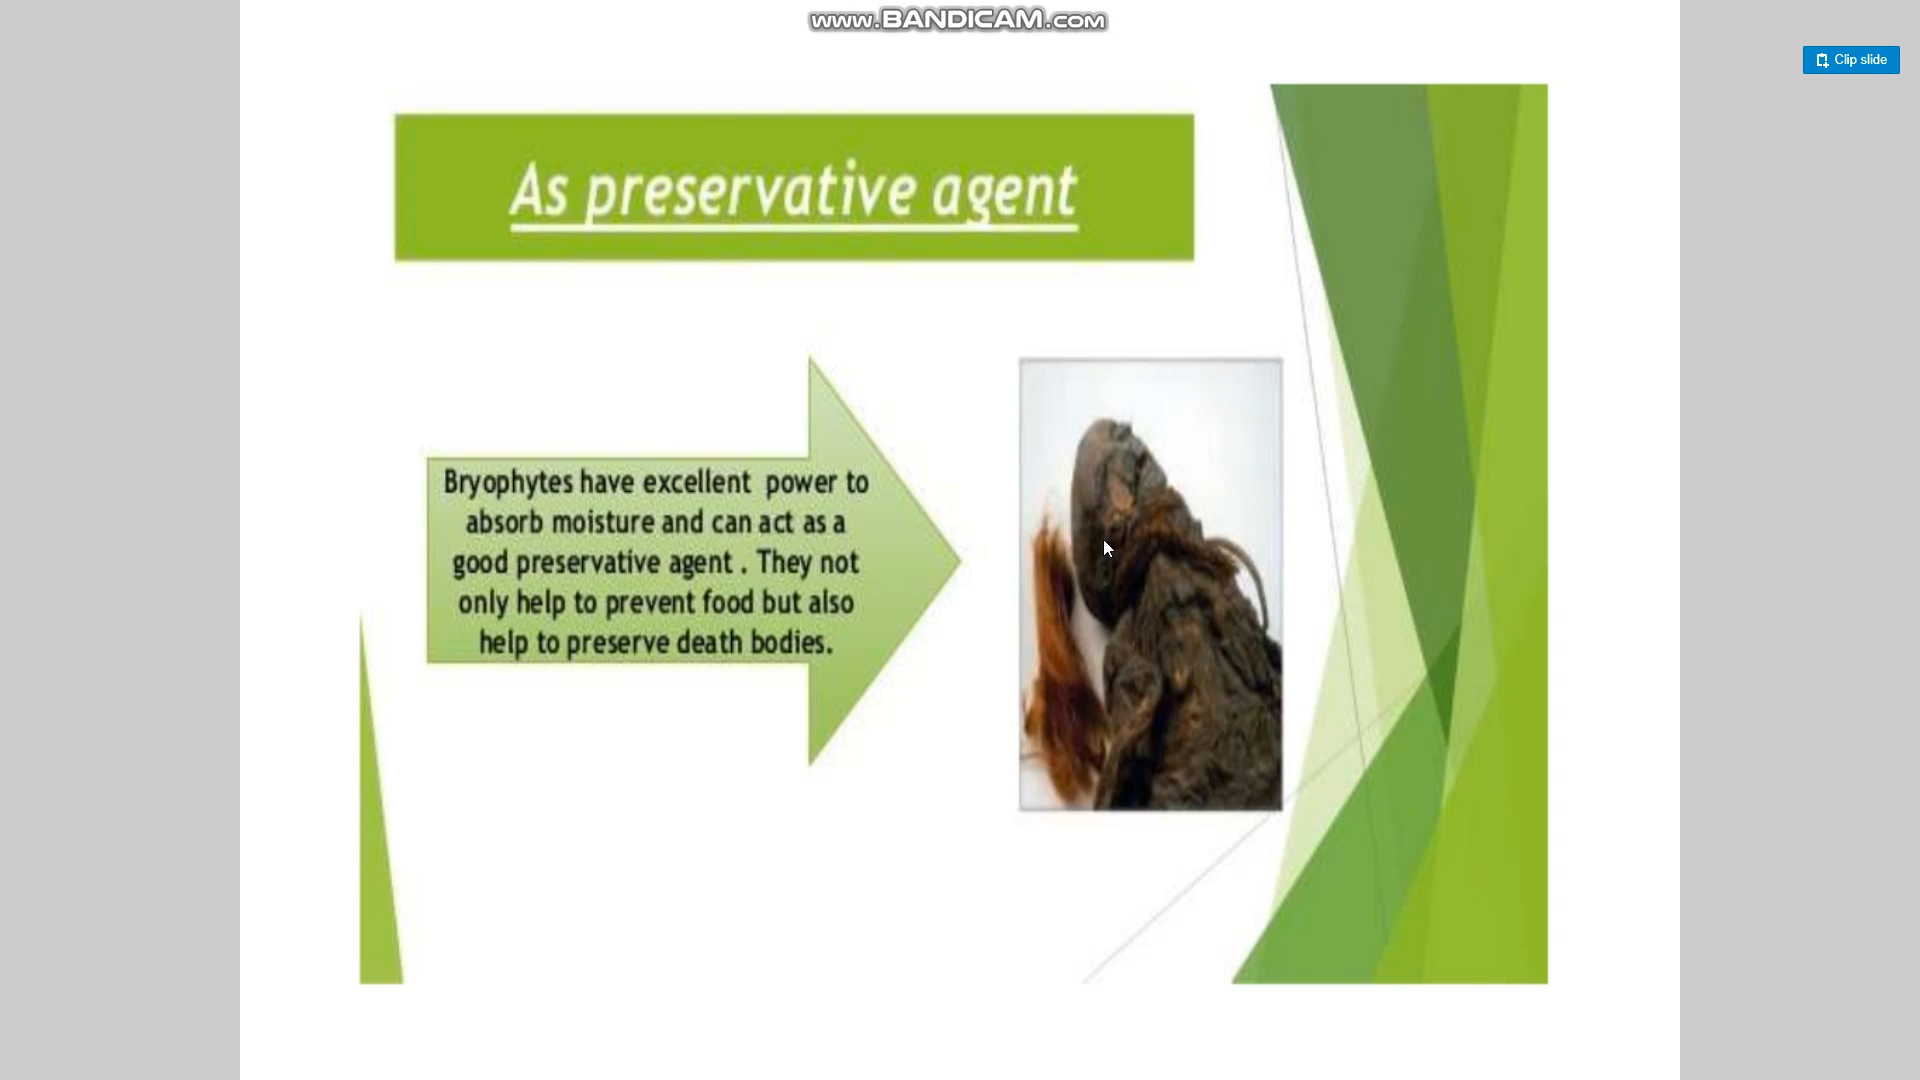 www.BANDICAM.com
Clip slide
As preservative agent
Bryophytes have excellent power to
absorb moisture and can act as a
good preservative agent . They not
only help to prevent food but also
help to preserve death bodies.